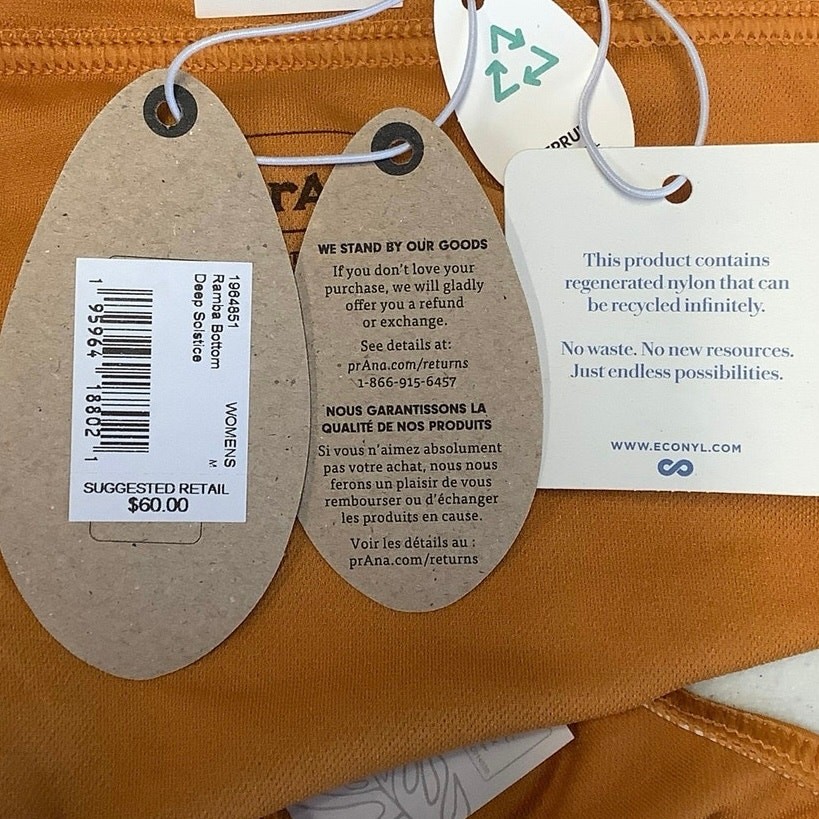 1984851
Ramba Bottom
Deep Solstice
WOMENS
M
1 95964 18802 1
SUGGESTED RETAIL
$60.00
WE STAND BY OUR GOODS
If you don't love your
purchase, we will gladly
offer you a refund
or exchange.
See details at:
prAna.com/returns
1-866-915-6457
NOUS GARANTISSONS LA
QUALITÉ DE NOS PRODUITS
Si vous n'aimez absolument
pas votre achat, nous nous
ferons un plaisir de vous
rembourser ou d'échanger
les produits en cause.
Voir les détails au :
prAna.com/returns
This product contains
regenerated nylon that can
be recycled infinitely.
No waste. No new resources.
Just endless possibilities.
WWW.ECONYL.COM